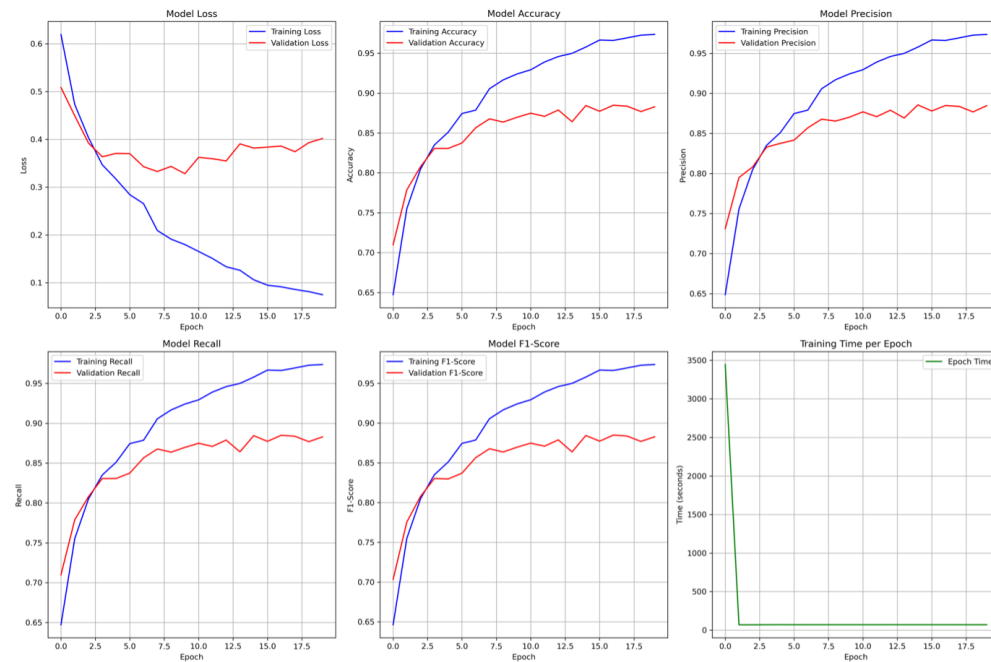 Model Loss
Training Loss
Validation Loss
0.6
0.5
0.4
0.3
0.2
0.1
Loss
0.0 2.5 5.0 7.5 10.0 12.5 15.0 17.5
Epoch
Model Accuracy
Training Accuracy
Validation Accuracy
0.95
0.90
0.85
0.80
0.75
0.70
0.65
Accuracy
0.0 2.5 5.0 7.5 10.0 12.5 15.0 17.5
Epoch
Model Precision
Training Precision
Validation Precision
0.95
0.90
0.85
0.80
0.75
0.70
0.65
Precision
0.0 2.5 5.0 7.5 10.0 12.5 15.0 17.5
Epoch
Model Recall
Training Recall
Validation Recall
0.95
0.90
0.85
0.80
0.75
0.70
0.65
Recall
0.0 2.5 5.0 7.5 10.0 12.5 15.0 17.5
Epoch
Model F1-Score
Training F1-Score
Validation F1-Score
0.95
0.90
0.85
0.80
0.75
0.70
0.65
F1-Score
0.0 2.5 5.0 7.5 10.0 12.5 15.0 17.5
Epoch
Training Time per Epoch
Epoch Time
3500
3000
2500
2000
1500
1000
500
0
Time (seconds)
0.0 2.5 5.0 7.5 10.0 12.5 15.0 17.5
Epoch